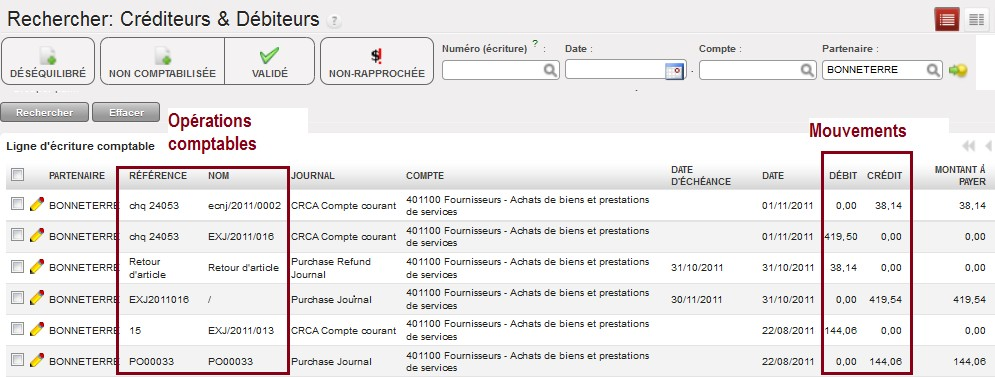 Rechercher: Créditeurs & Débiteurs ?
DÉSÉQUILIBRÉ NON COMPTABILISÉE VALIDÉ NON-RAPPROCHÉE
Numéro (écriture) ? : Date : Compte : Partenaire :
- BONNETERRE
Rechercher Effacer
Opérations
comptables
Mouvements
Ligne d'écriture comptable
PARTENAIRE RÉFÉRENCE NOM JOURNAL COMPTE DATE D'ÉCHÉANCE DATE DÉBIT CRÉDIT MONTANT Á PAYER
BONNETERRE chq 24053 ecnj/2011/0002 CRCA Compte courant 401100 Fournisseurs - Achats de biens et prestations de services 01/11/2011 0,00 38,14 38,14
BONNETERRE chq 24053 EXJ/2011/016 CRCA Compte courant 401100 Fournisseurs - Achats de biens et prestations de services 01/11/2011 419,50 0,00 0,00
BONNETERRE Retour d'article Retour d'article Purchase Refund Journal 401100 Fournisseurs - Achats de biens et prestations de services 31/10/2011 31/10/2011 38,14 0,00 0,00
BONNETERRE EXJ2011016 / Purchase Journal 401100 Fournisseurs - Achats de biens et prestations de services 30/11/2011 31/10/2011 0,00 419,54 419,54
BONNETERRE 15 EXJ/2011/013 CRCA Compte courant 401100 Fournisseurs - Achats de biens et prestations de services 22/08/2011 144,06 0,00 0,00
BONNETERRE PO00033 PO00033 Purchase Journal 401100 Fournisseurs - Achats de biens et prestations de services 22/08/2011 0,00 144,06 144,06